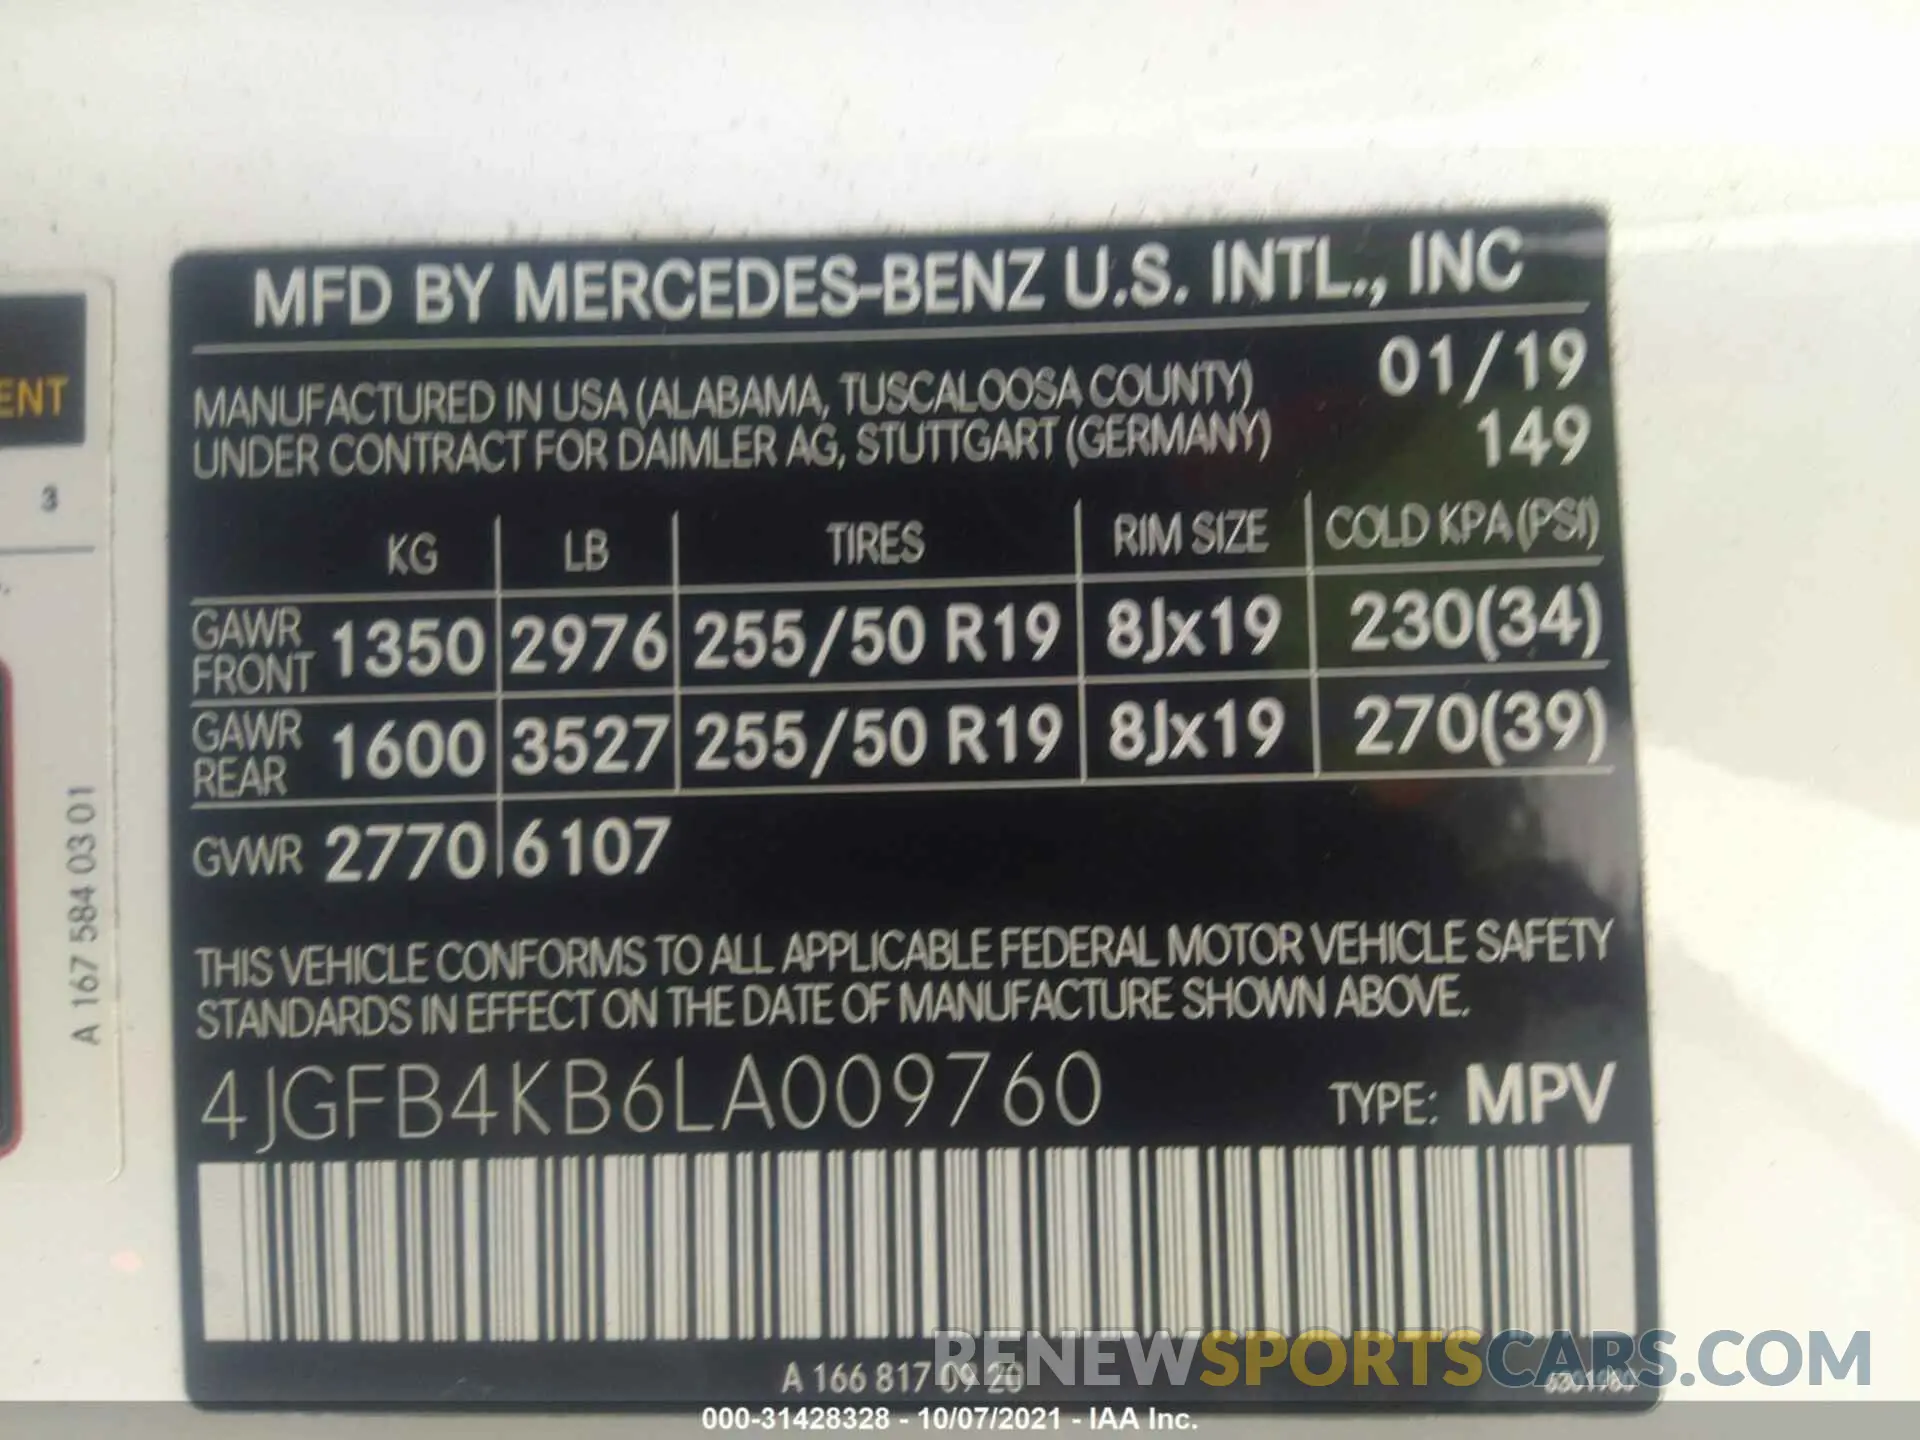 MFD BY MERCEDES-BENZ U.S. INTL., INC
01/19
MANUFACTURED IN USA (ALABAMA, TUSCALOOSA COUNTY)
UNDER CONTRACT FOR DAIMLER AG, STUTTGART (GERMANY)
149
KG LB TIRES RIM SIZE COLD KPA (PSI)
GAWR FRONT 1350 2976 255/50 R19 8Jx19 230(34)
GAWR REAR 1600 3527 255/50 R19 8Jx19 270(39)
GVWR 2770 6107
THIS VEHICLE CONFORMS TO ALL APPLICABLE FEDERAL MOTOR VEHICLE SAFETY
STANDARDS IN EFFECT ON THE DATE OF MANUFACTURE SHOWN ABOVE.
4JGFB4KB6LA009760 TYPE: MPV
A 166 817 09 20
ENT
3
A 167 584 03 01
RENEWSPORTSCARS.COM
000-31428328 - 10/07/2021 - IAA Inc.